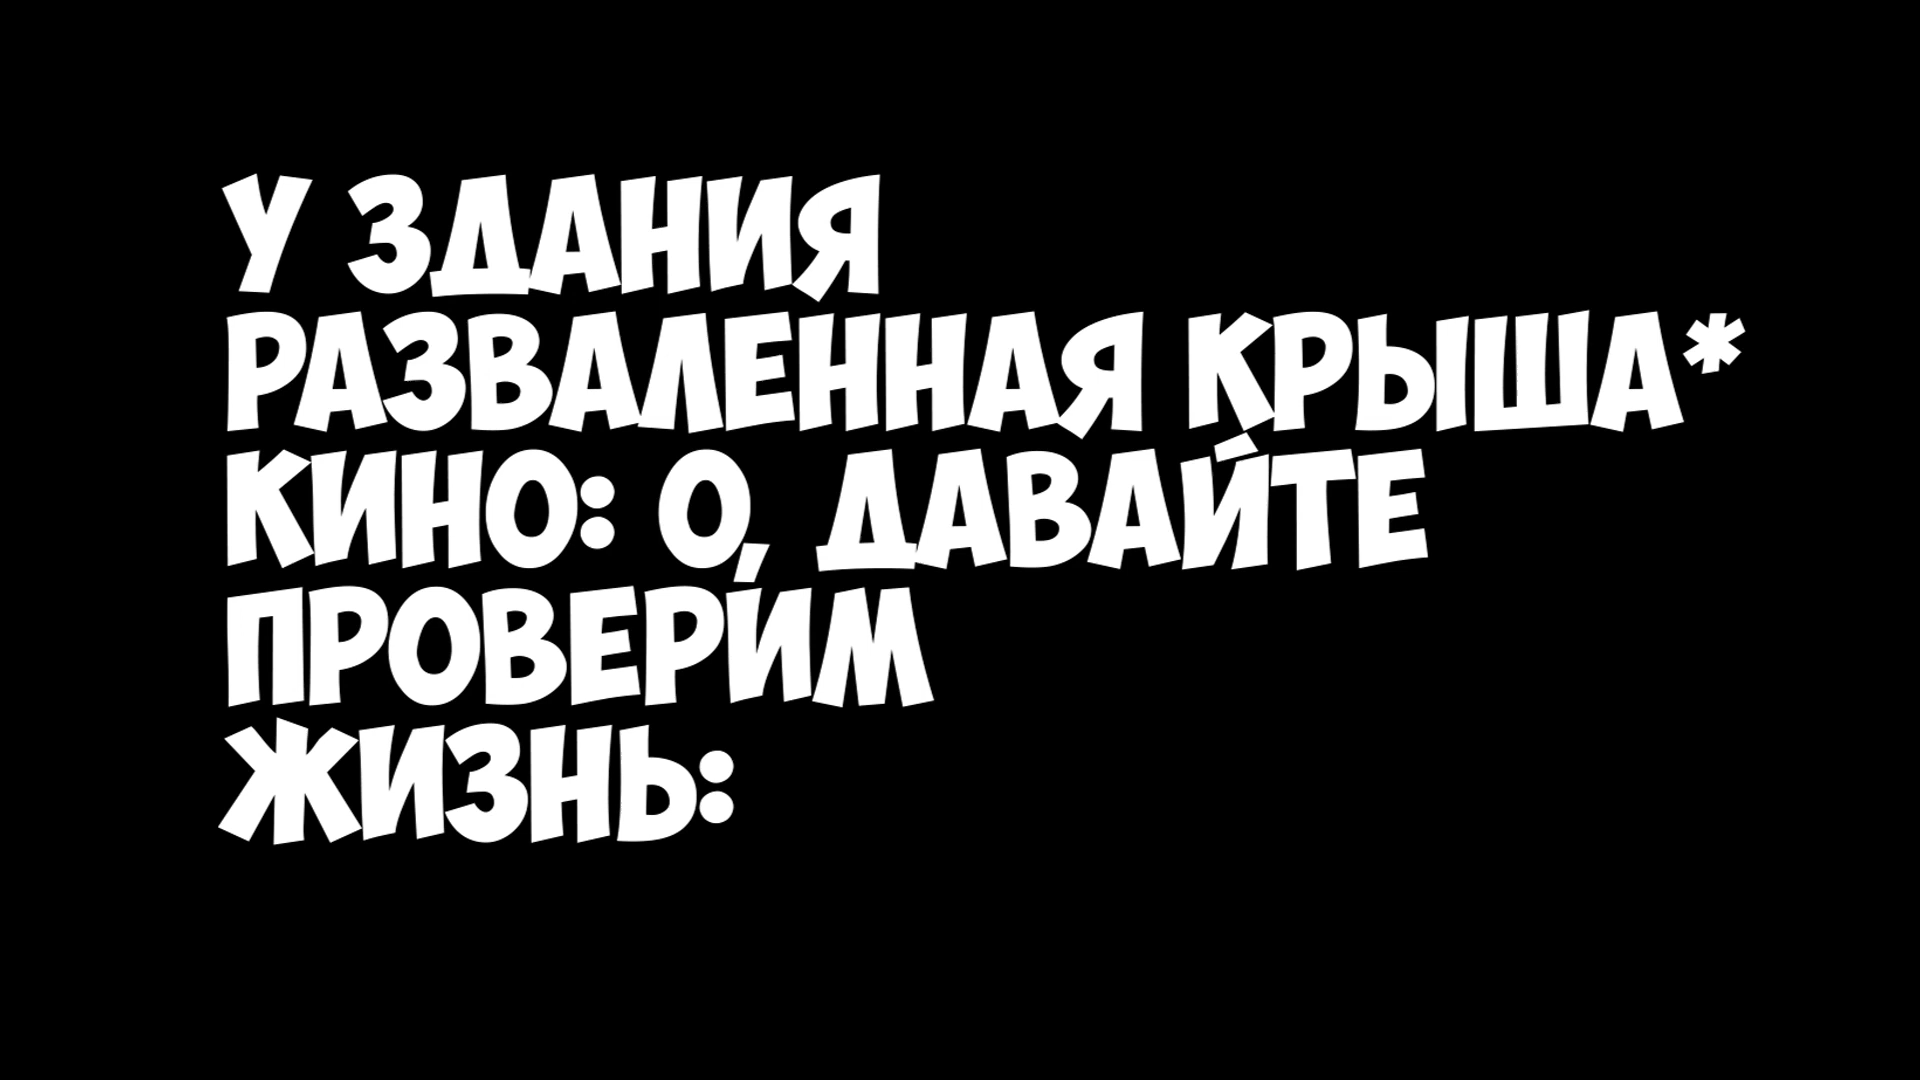 У ЗДАНИЯ
РАЗВАЛЕННАЯ КРЫША*
КИНО: О, ДАВАЙТЕ
ПРОВЕРИМ
ЖИЗНЬ: